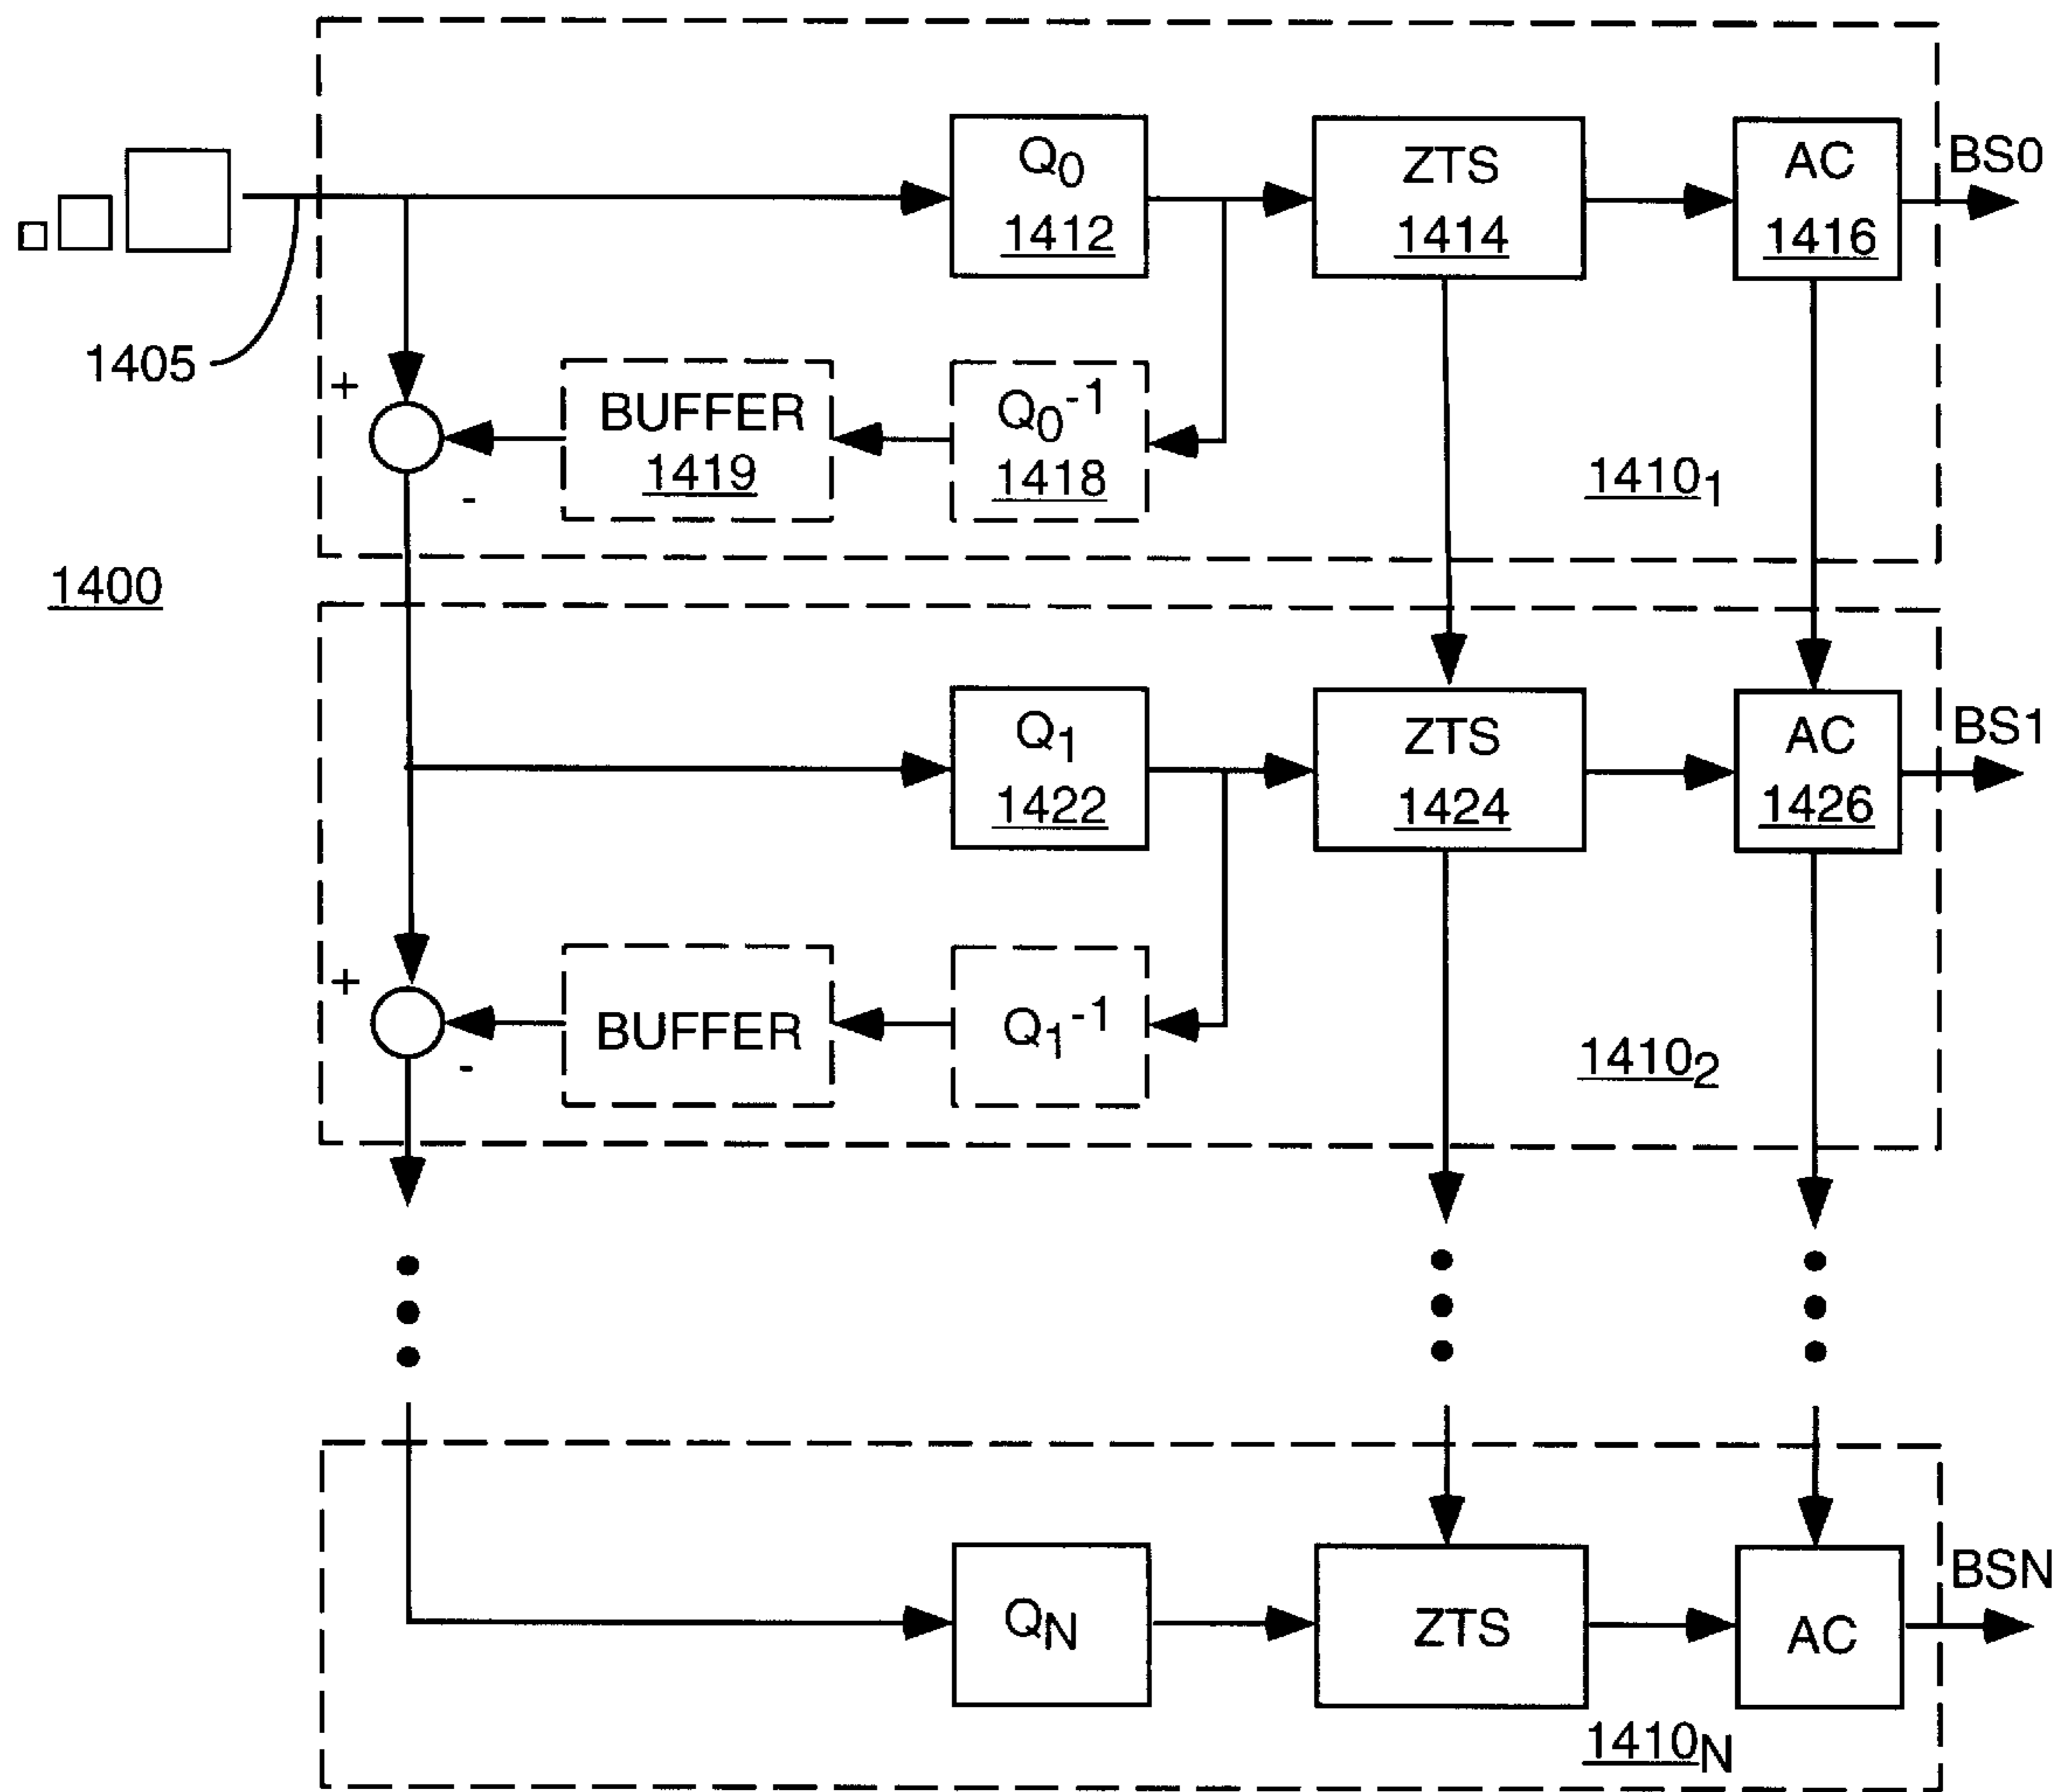 Q0
1412
ZTS
1414
AC
1416
BS0
1405
+
-
BUFFER
1419
Q0-1
1418
14101
1400
Q1
1422
ZTS
1424
AC
1426
BS1
+
-
BUFFER
Q1-1
14102
QN
ZTS
AC
BSN
1410N